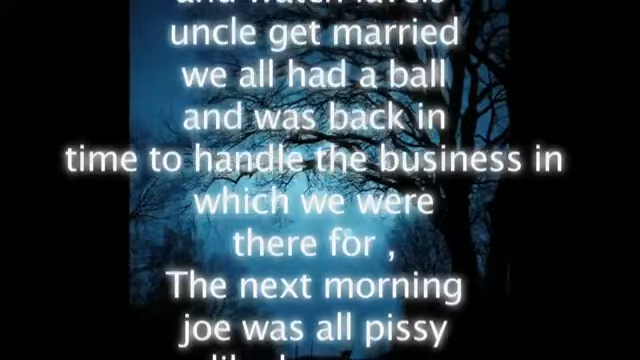 uncle get married
we all had a ball
and was back in
time to handle the business in
which we were
there for ,
The next morning
joe was all pissy